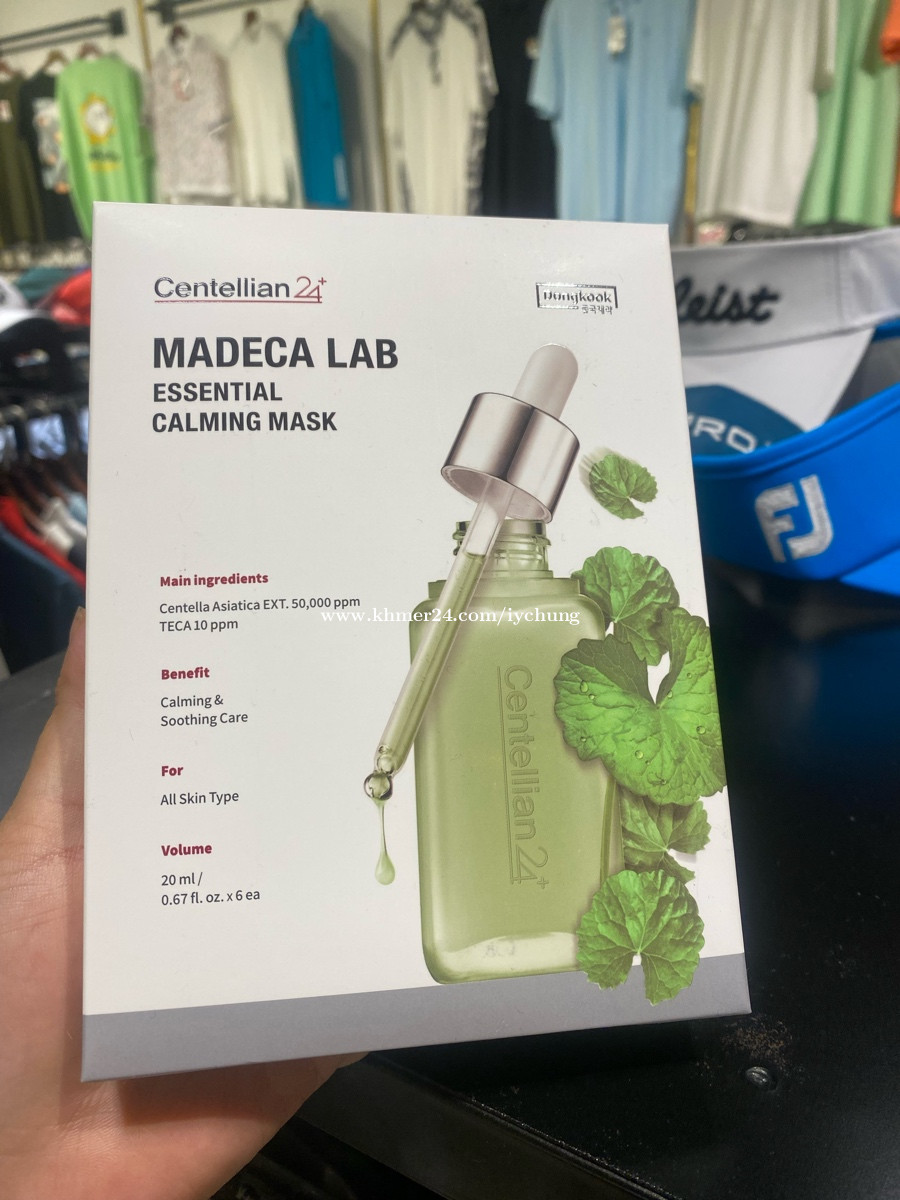 Centellian 24+
Dongkook
동국제약
MADECA LAB
ESSENTIAL
CALMING MASK
Main ingredients
Centella Asiatica EXT. 50,000 ppm
TECA 10 ppm
www.khmer24.com/iychung
Benefit
Calming &
Soothing Care
For
All Skin Type
Volume
20 ml /
0.67 fl. oz. x 6 ea
Centellian 24+
leist
FJ